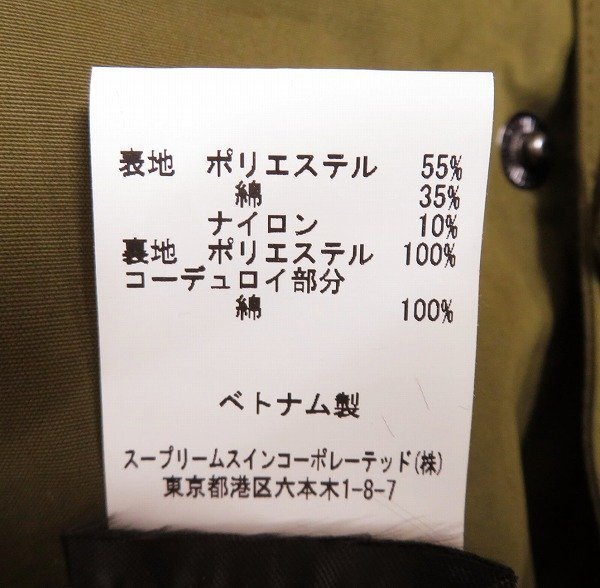 表地 ポリエステル 55%
綿 35%
ナイロン 10%
裏地 ポリエステル 100%
コーデュロイ部分
綿 100%
ベトナム製
スープリームスインコーポレーテッド(株)
東京都港区六本木1-8-7